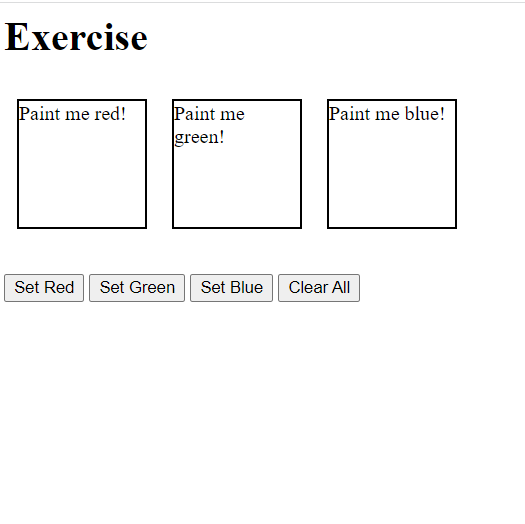 Exercise
Paint me red!
Paint me
green!
Paint me blue!
Set Red
Set Green
Set Blue
Clear All